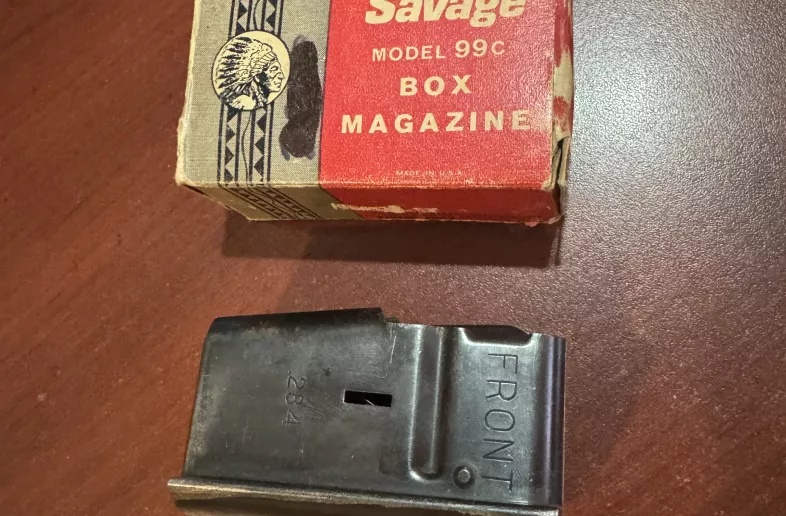 Savage
MODEL 99C
BOX
MAGAZINE
MADE IN U.S.A.
FRONT
.284